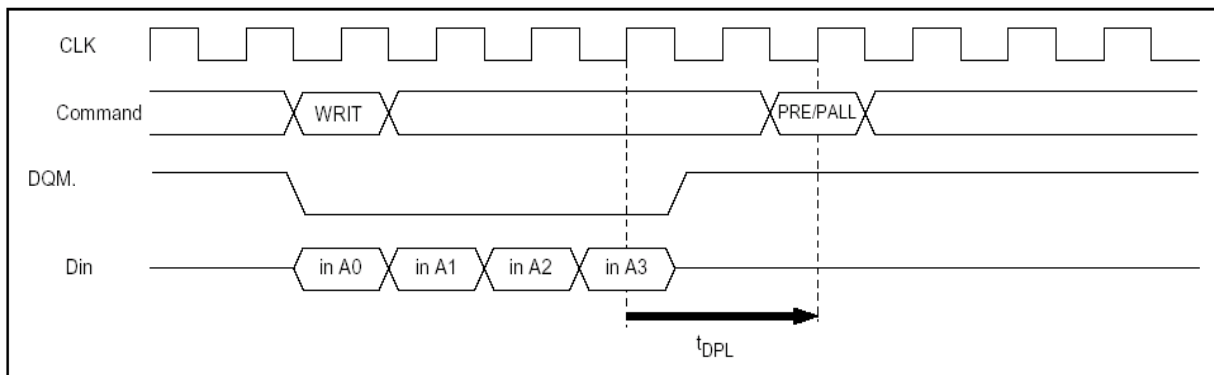 CLK
Command
WRIT
PRE/PALL
DQM.
Din
in A0
in A1
in A2
in A3
tDPL